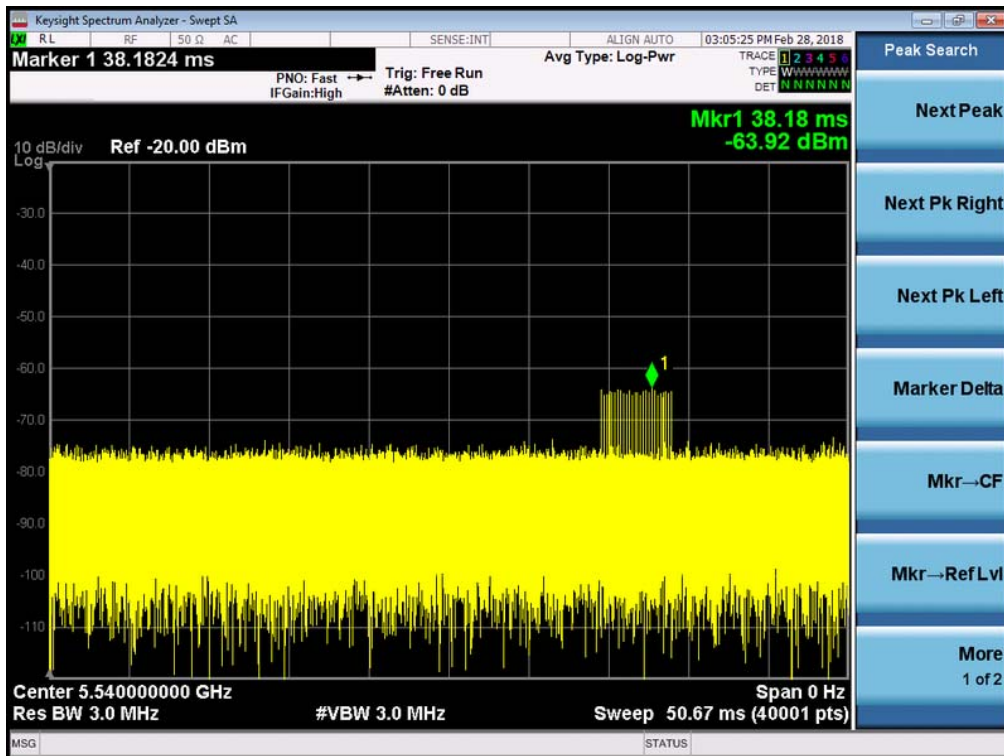 Keysight Spectrum Analyzer - Swept SA
LXI RL RF 50 Ω AC SENSE:INT ALIGN AUTO 03:05:25 PM Feb 28, 2018
Marker 1 38.1824 ms
PNO: Fast
IFGain:High
Trig: Free Run
#Atten: 0 dB
Avg Type: Log-Pwr
TRACE 1 2 3 4 5 6
TYPE WWWWWW
DET N N N N N N
Mkr1 38.18 ms
-63.92 dBm
10 dB/div Ref -20.00 dBm
Log
-30.0
-40.0
-50.0
-60.0
1
-70.0
-80.0
-90.0
-100
-110
Center 5.540000000 GHz Span 0 Hz
Res BW 3.0 MHz #VBW 3.0 MHz Sweep 50.67 ms (40001 pts)
MSG STATUS
Peak Search
Next Peak
Next Pk Right
Next Pk Left
Marker Delta
Mkr→CF
Mkr→Ref Lvl
More
1 of 2